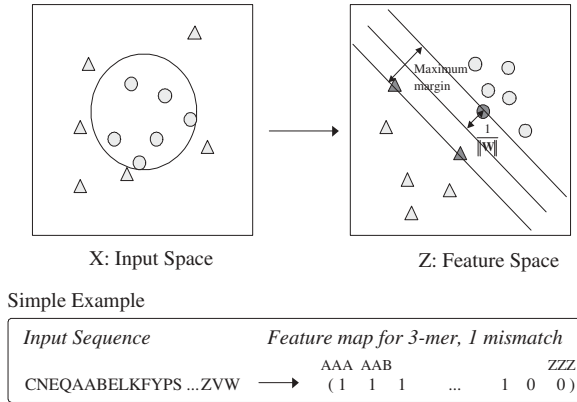 Maximum
margin
1
‖W‖
X: Input Space
Z: Feature Space
Simple Example
Input Sequence Feature map for 3-mer, 1 mismatch
AAA AAB ZZZ
CNEQAABELKFYPS ...ZVW ( 1 1 1 ... 1 0 0 )